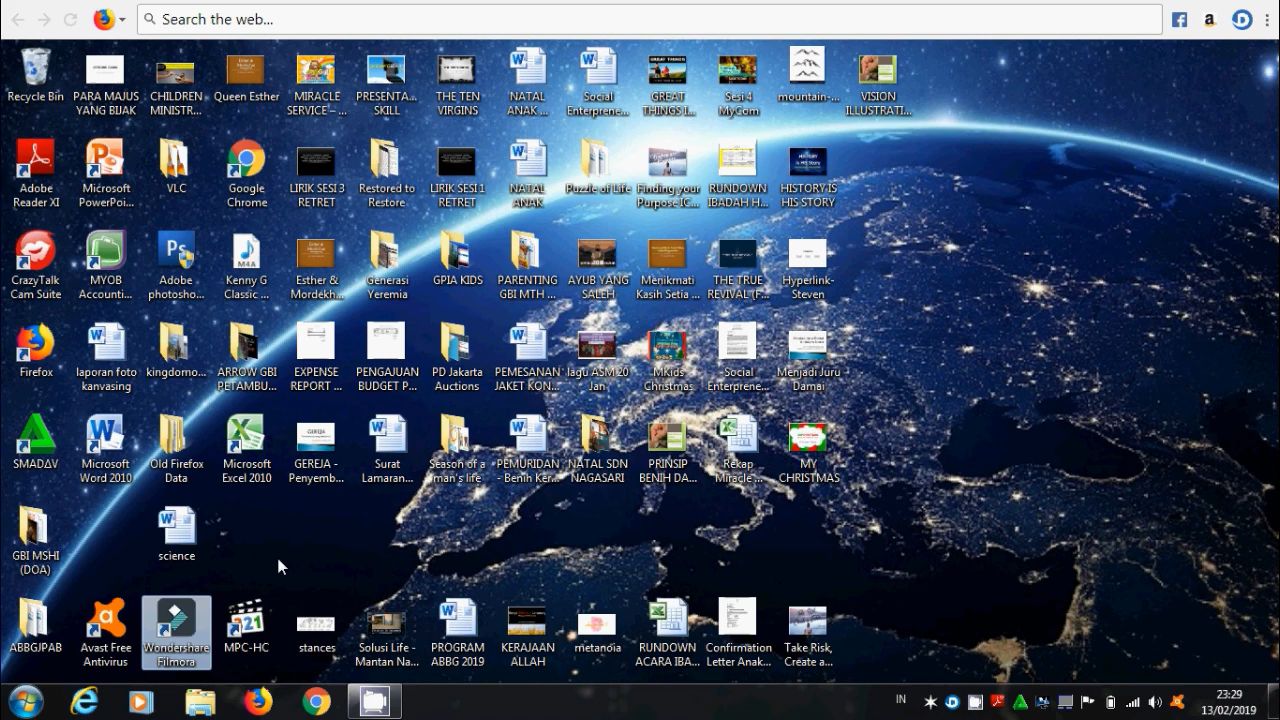 Search the web...
Recycle Bin
PARA MAJUS
YANG BIJAK
CHILDREN
MINISTR...
Queen Esther
MIRACLE
SERVICE – ...
PRESENTA...
SKILL
THE TEN
VIRGINS
NATAL
ANAK ...
Social
Enterprene...
GREAT
THINGS I...
Sesi 4
MyCom
mountain-...
VISION
ILLUSTRATI...
Adobe
Reader XI
Microsoft
PowerPoi...
VLC
Google
Chrome
LIRIK SESI 3
RETRET
Restored to
Restore
LIRIK SESI 1
RETRET
NATAL
ANAK
Puzzle of Life
Finding your
Purpose IC...
RUNDOWN
IBADAH H...
HISTORY IS
HIS STORY
CrazyTalk
Cam Suite
MYOB
Accounti...
Adobe
photosho...
Kenny G
Classic ...
Esther &
Mordekh...
Generasi
Yeremia
GPIA KIDS
PARENTING
GBI MTH ...
AYUB YANG
SALEH
Menikmati
Kasih Setia ...
THE TRUE
REVIVAL (F...
Hyperlink-
Steven
Firefox
laporan foto
kanvasing
kingdomo...
ARROW GBI
PETAMBU...
EXPENSE
REPORT ...
PENGAJUAN
BUDGET P...
PD Jakarta
Auctions
PEMESANAN
JAKET KON...
lagu ASM 20
Jan
MKids
Christmas
Social
Enterprene...
Menjadi Juru
Damai
SMADΔV
Microsoft
Word 2010
Old Firefox
Data
Microsoft
Excel 2010
GEREJA -
Penyemb...
Surat
Lamaran...
Season of a
man's life
PEMURIDAN
- Benih Ker...
NATAL SDN
NAGASARI
PRINSIP
BENIH DA...
Rekap
Miracle ...
MY
CHRISTMAS
GBI MSHI
(DOA)
science
ABBGJPAB
Avast Free
Antivirus
Wondershare
Filmora
MPC-HC
stances
Solusi Life -
Mantan Na...
PROGRAM
ABBG 2019
KERAJAAN
ALLAH
metanoia
RUNDOWN
ACARA IBA...
Confirmation
Letter Anak...
Take Risk,
Create a...
IN
23:29
13/02/2019